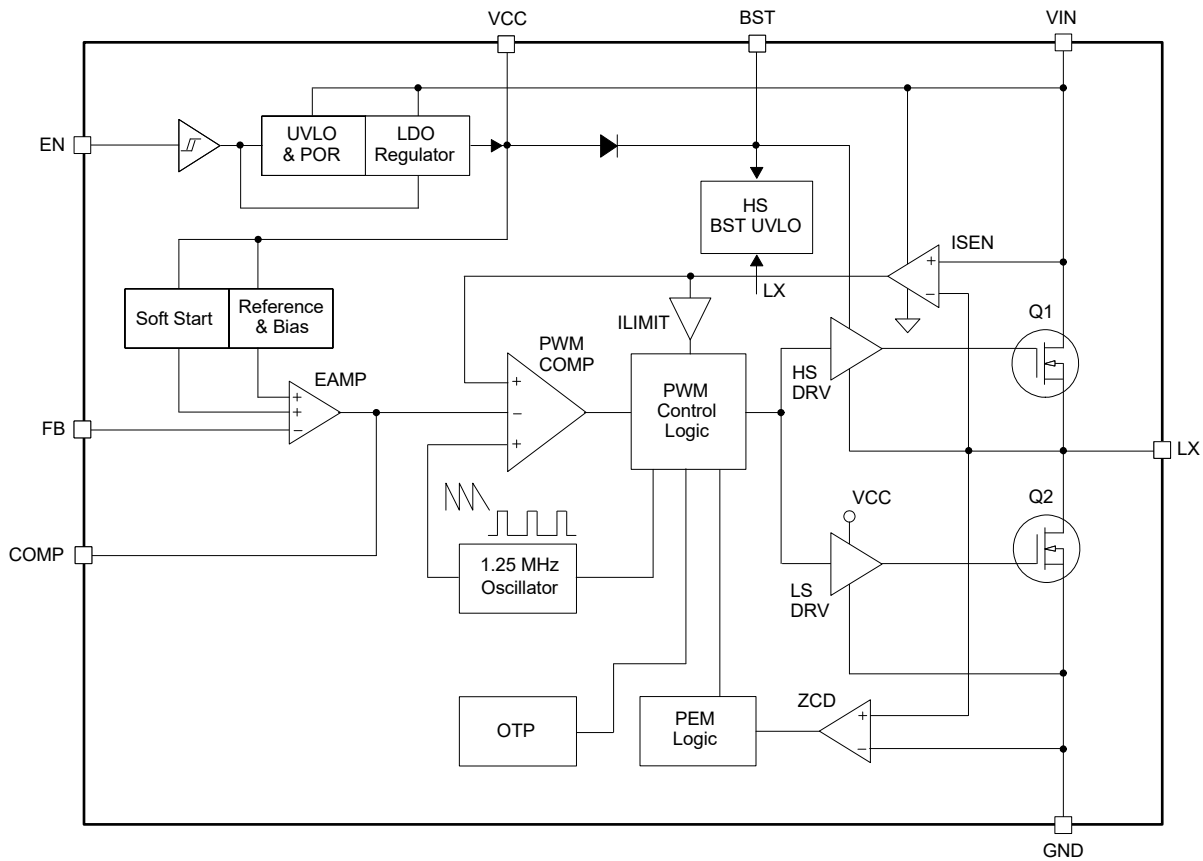 VCC
BST
VIN
EN
UVLO
& POR
LDO
Regulator
HS
BST UVLO
ISEN
+
−
LX
Soft Start
Reference
& Bias
ILIMIT
Q1
PWM
COMP
EAMP
+
+
−
+
−
+
PWM
Control
Logic
HS
DRV
FB
LX
VCC
Q2
COMP
1.25 MHz
Oscillator
LS
DRV
OTP
PEM
Logic
ZCD
+
−
GND